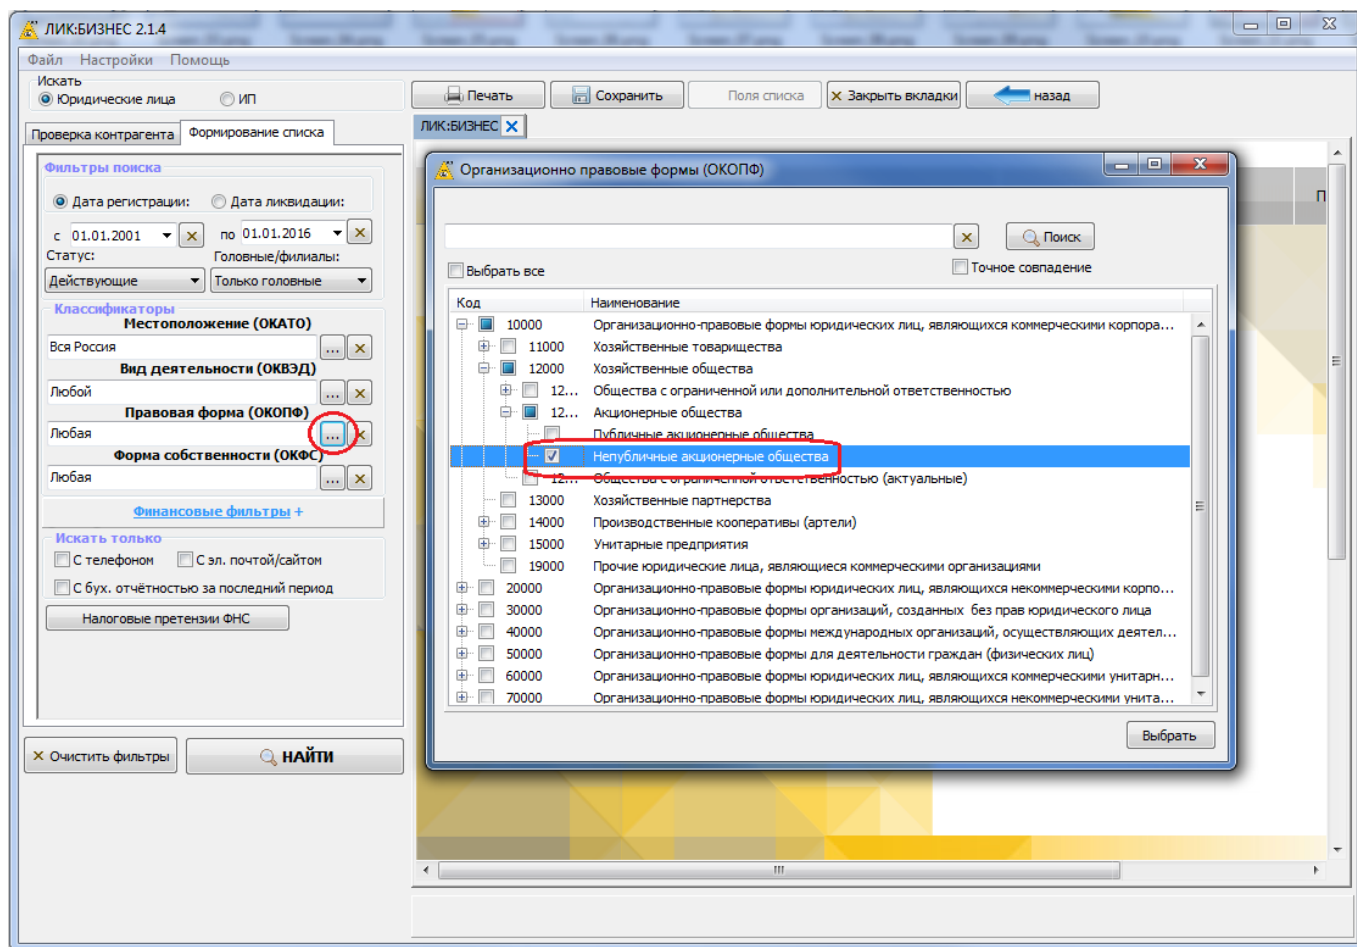 ЛИК:БИЗНЕС 2.1.4
Файл Настройки Помощь
Искать
Юридические лица ИП
Печать Сохранить Поля списка Закрыть вкладки назад
Проверка контрагента Формирование списка
ЛИК:БИЗНЕС
Фильтры поиска
Дата регистрации: Дата ликвидации:
с 01.01.2001 по 01.01.2016
Статус: Головные/филиалы:
Действующие Только головные
Классификаторы
Местоположение (ОКАТО)
Вся Россия ...
Вид деятельности (ОКВЭД)
Любой ...
Правовая форма (ОКОПФ)
Любая ...
Форма собственности (ОКФС)
Любая ...
Финансовые фильтры +
Искать только
С телефоном С эл. почтой/сайтом
С бух. отчётностью за последний период
Налоговые претензии ФНС
Очистить фильтры НАЙТИ
Организационно правовые формы (ОКОПФ)
П
Поиск
Выбрать все Точное совпадение
Код Наименование
10000 Организационно-правовые формы юридических лиц, являющихся коммерческими корпора...
11000 Хозяйственные товарищества
12000 Хозяйственные общества
12... Общества с ограниченной или дополнительной ответственностью
12... Акционерные общества
Публичные акционерные общества
Непубличные акционерные общества
12... Общества с ограниченной ответственностью (актуальные)
13000 Хозяйственные партнерства
14000 Производственные кооперативы (артели)
15000 Унитарные предприятия
19000 Прочие юридические лица, являющиеся коммерческими организациями
20000 Организационно-правовые формы юридических лиц, являющихся некоммерческими корпо...
30000 Организационно-правовые формы организаций, созданных без прав юридического лица
40000 Организационно-правовые формы международных организаций, осуществляющих деятел...
50000 Организационно-правовые формы для деятельности граждан (физических лиц)
60000 Организационно-правовые формы юридических лиц, являющихся коммерческими унитарн...
70000 Организационно-правовые формы юридических лиц, являющихся некоммерческими унита...
Выбрать